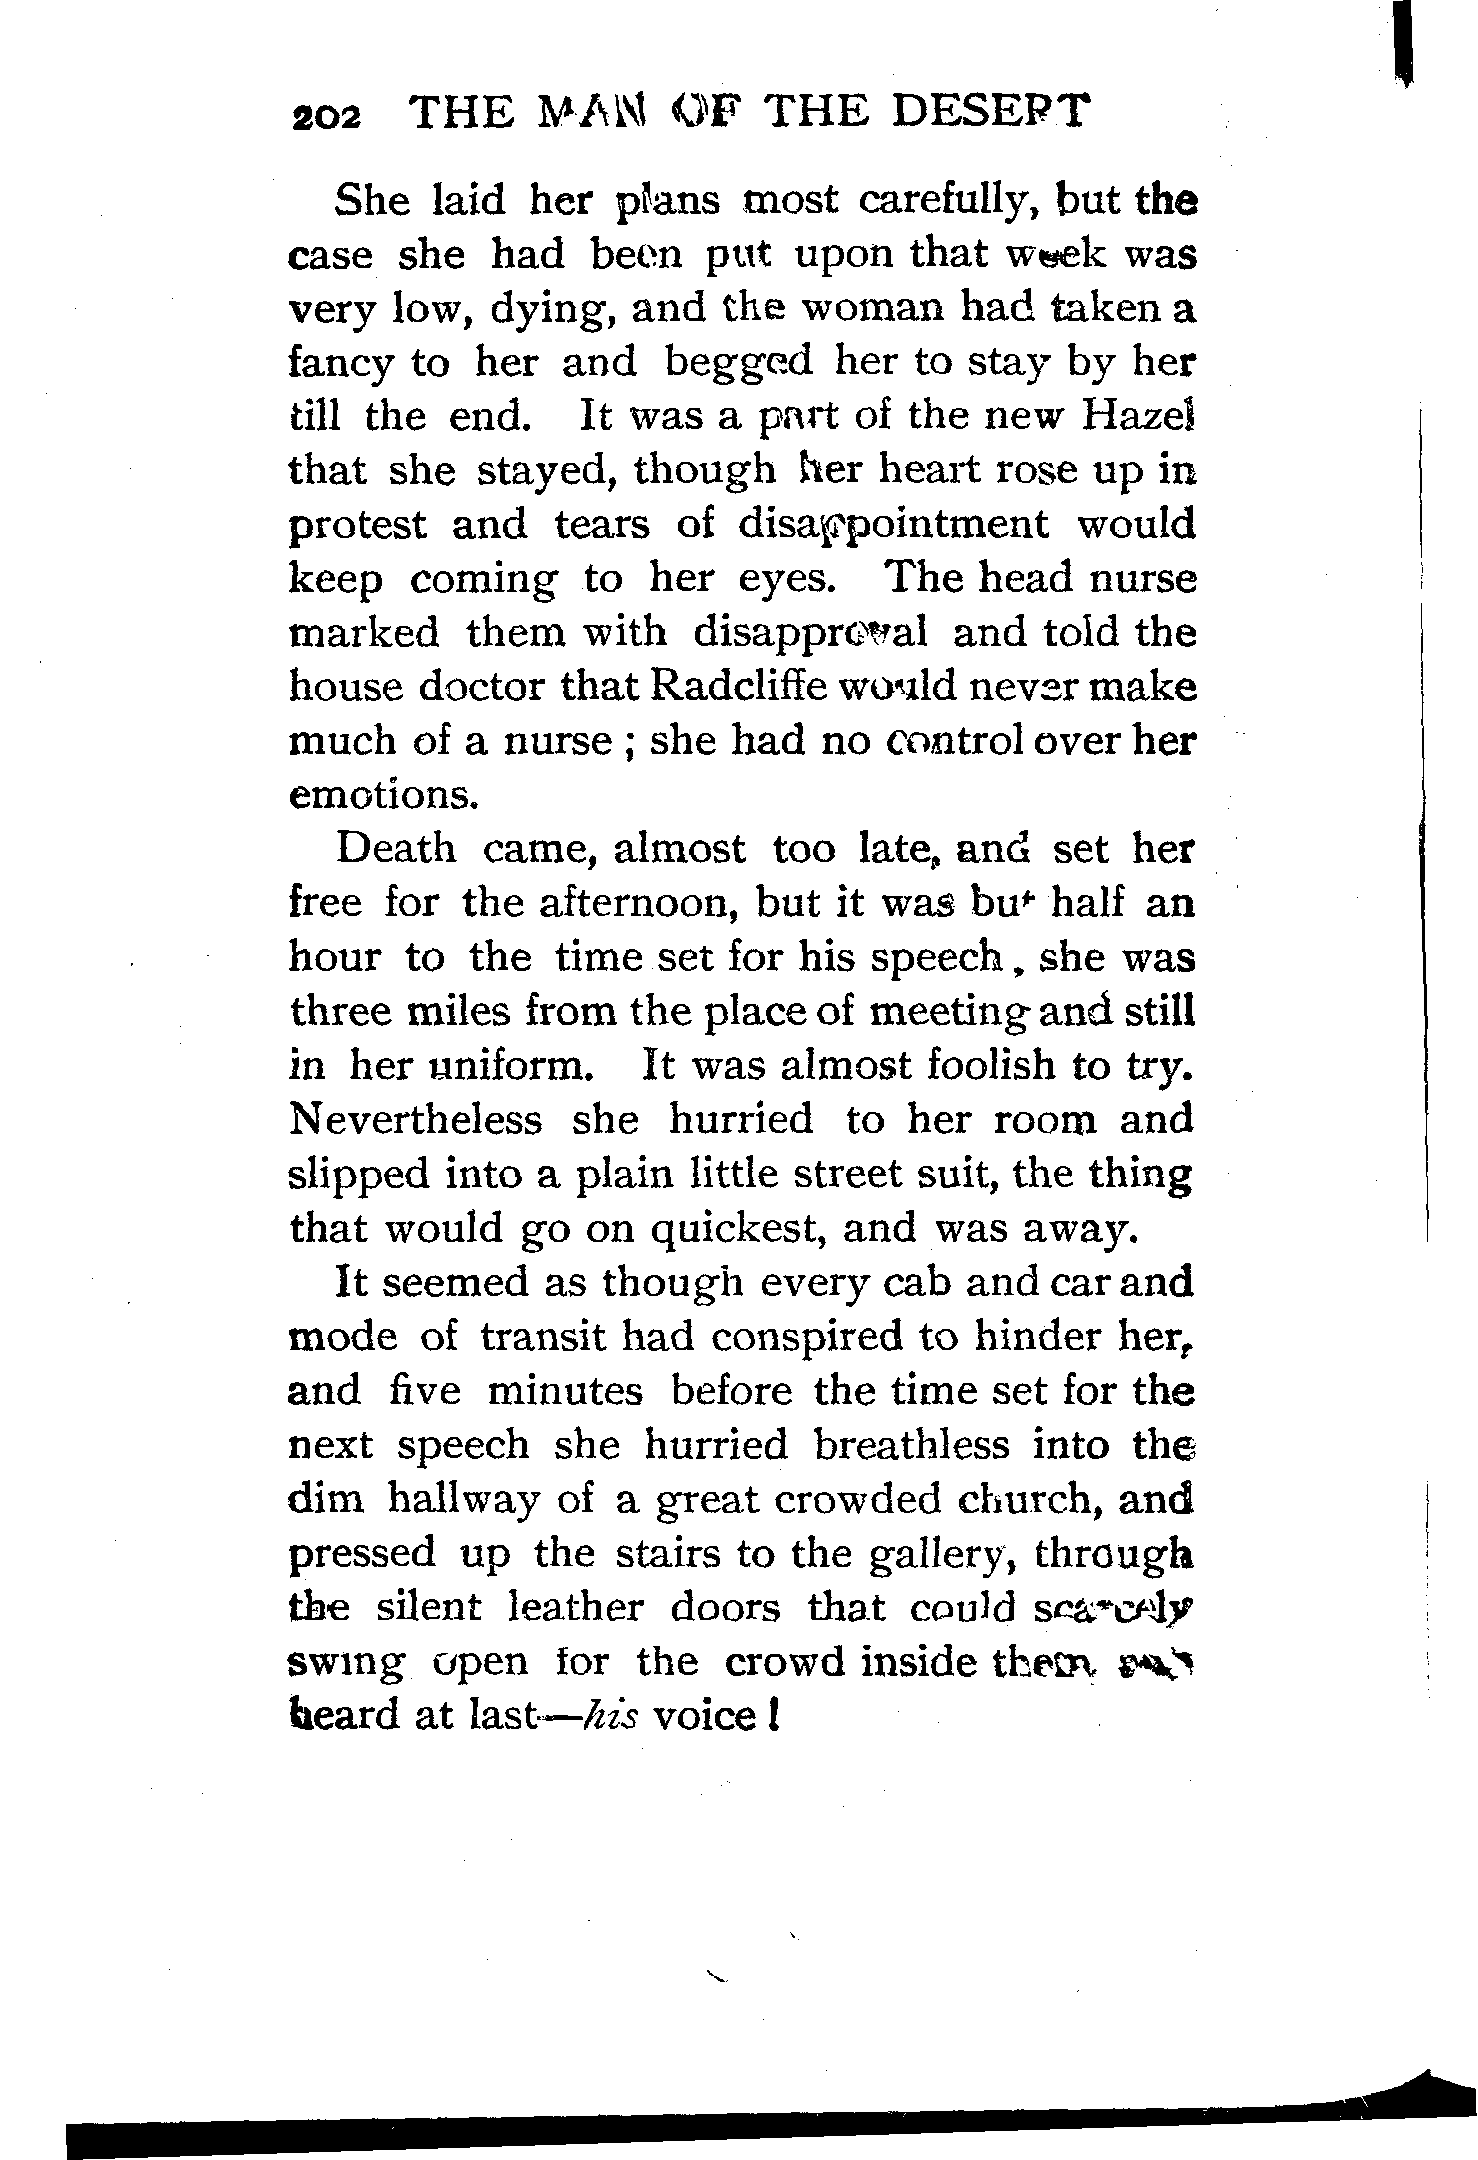 202 THE MAN OF THE DESERT
She laid her plans most carefully, but the
case she had been put upon that week was
very low, dying, and the woman had taken a
fancy to her and begged her to stay by her
till the end. It was a part of the new Hazel
that she stayed, though her heart rose up in
protest and tears of disappointment would
keep coming to her eyes. The head nurse
marked them with disapproval and told the
house doctor that Radcliffe would never make
much of a nurse ; she had no control over her
emotions.
Death came, almost too late, and set her
free for the afternoon, but it was but half an
hour to the time set for his speech, she was
three miles from the place of meeting and still
in her uniform. It was almost foolish to try.
Nevertheless she hurried to her room and
slipped into a plain little street suit, the thing
that would go on quickest, and was away.
It seemed as though every cab and car and
mode of transit had conspired to hinder her,
and five minutes before the time set for the
next speech she hurried breathless into the
dim hallway of a great crowded church, and
pressed up the stairs to the gallery, through
the silent leather doors that could scarcely
swing open for the crowd inside them
heard at last—his voice !